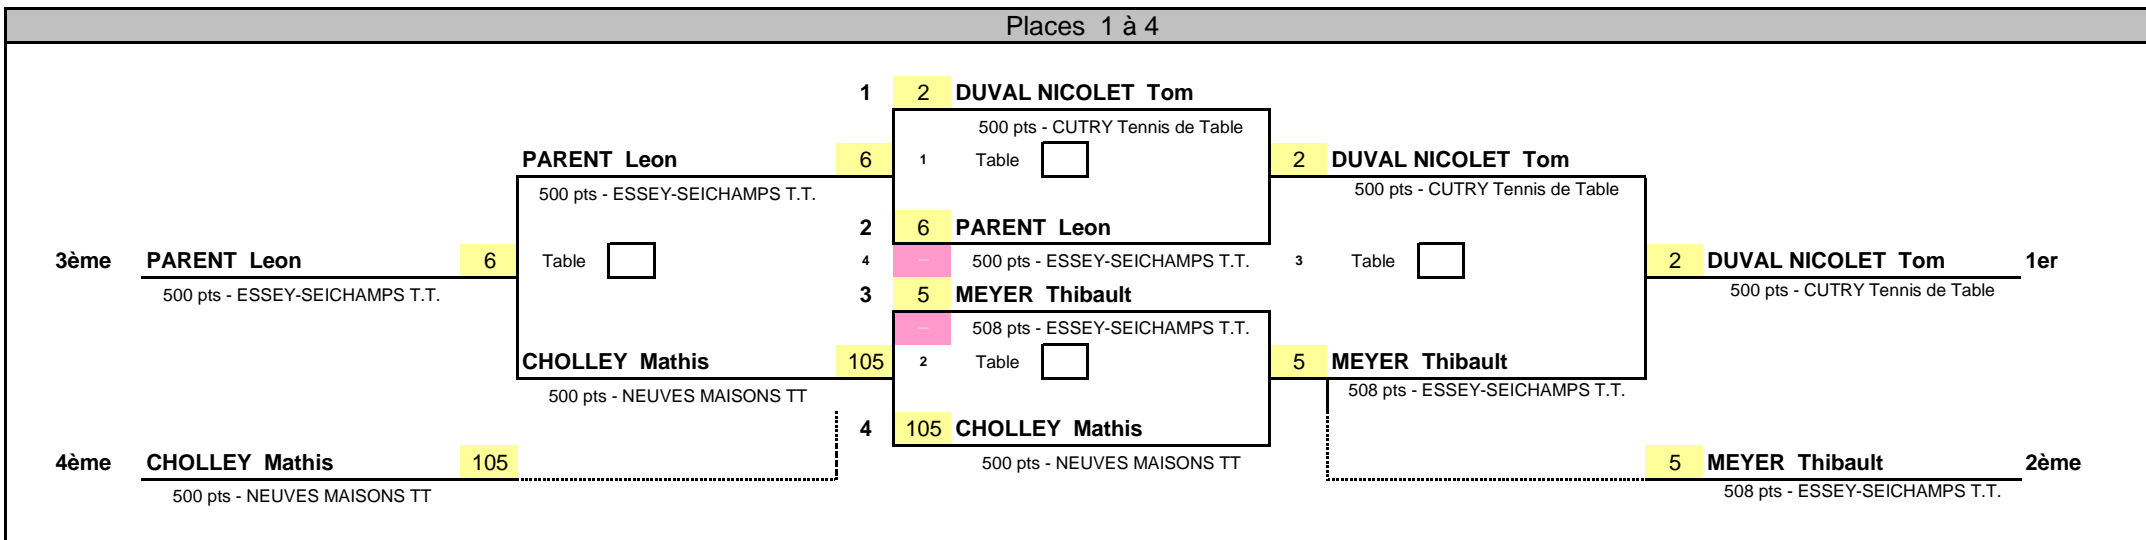 Places 1 à 4
1 2 DUVAL NICOLET Tom
500 pts - CUTRY Tennis de Table
PARENT Leon 6 1 Table 2 DUVAL NICOLET Tom
500 pts - ESSEY-SEICHAMPS T.T. 500 pts - CUTRY Tennis de Table
2 6 PARENT Leon
3ème PARENT Leon 6 Table 4 500 pts - ESSEY-SEICHAMPS T.T. 3 Table 2 DUVAL NICOLET Tom 1er
500 pts - ESSEY-SEICHAMPS T.T. 3 5 MEYER Thibault 500 pts - CUTRY Tennis de Table
508 pts - ESSEY-SEICHAMPS T.T.
CHOLLEY Mathis 105 2 Table 5 MEYER Thibault
500 pts - NEUVES MAISONS TT 508 pts - ESSEY-SEICHAMPS T.T.
4 105 CHOLLEY Mathis
4ème CHOLLEY Mathis 105 500 pts - NEUVES MAISONS TT 5 MEYER Thibault 2ème
500 pts - NEUVES MAISONS TT 508 pts - ESSEY-SEICHAMPS T.T.